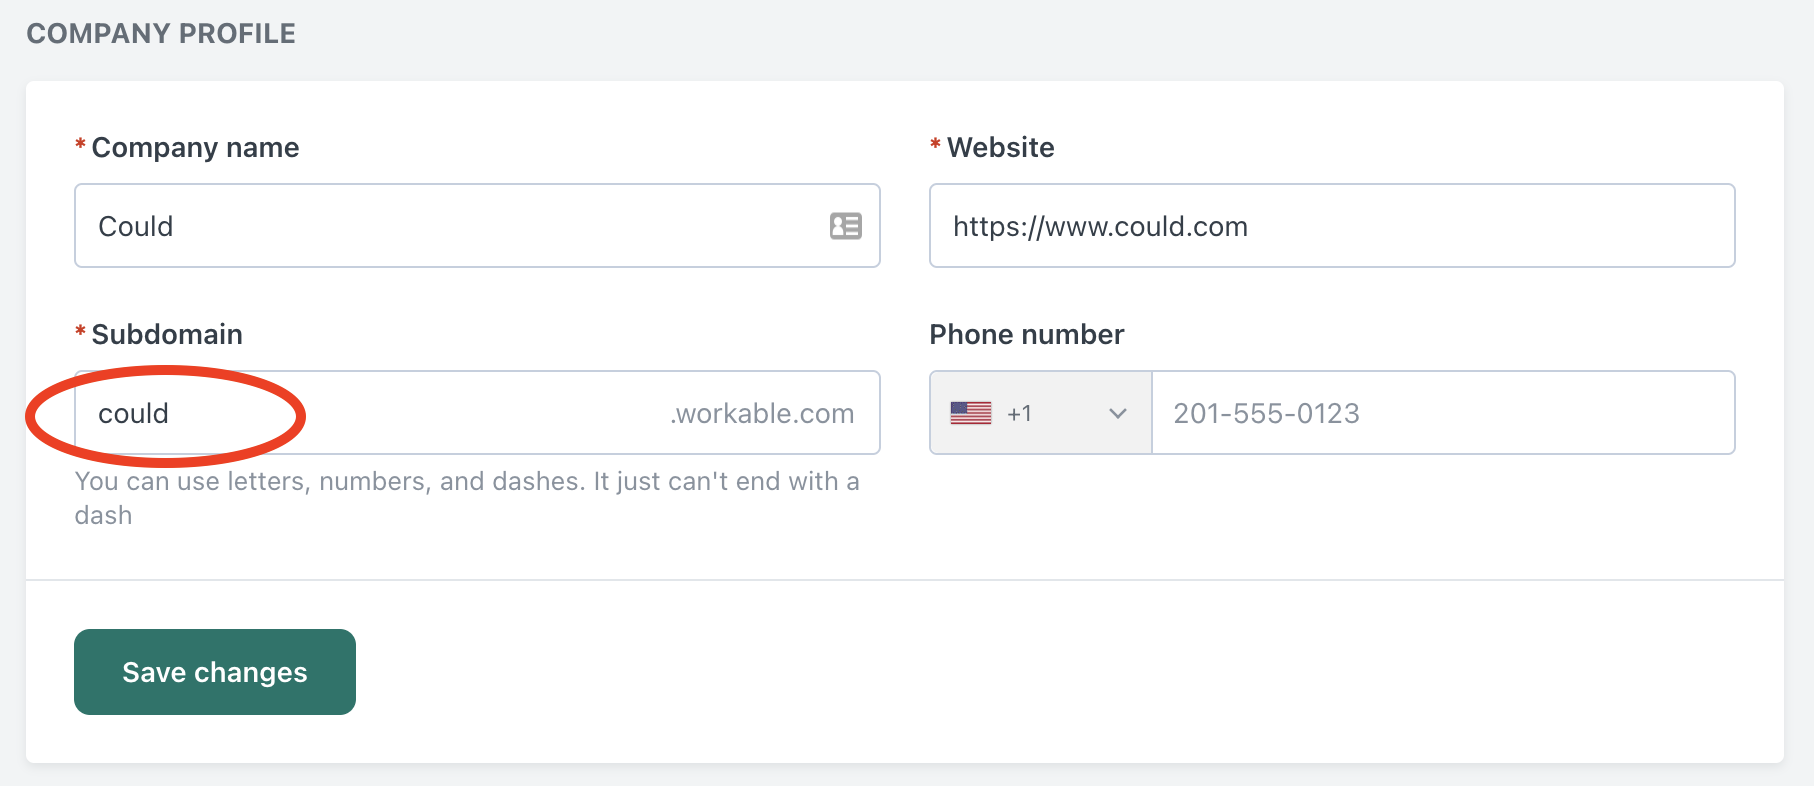 COMPANY PROFILE
* Company name
* Website
Could
https://www.could.com
* Subdomain
Phone number
could
.workable.com
+1
201-555-0123
You can use letters, numbers, and dashes. It just can't end with a
dash
Save changes